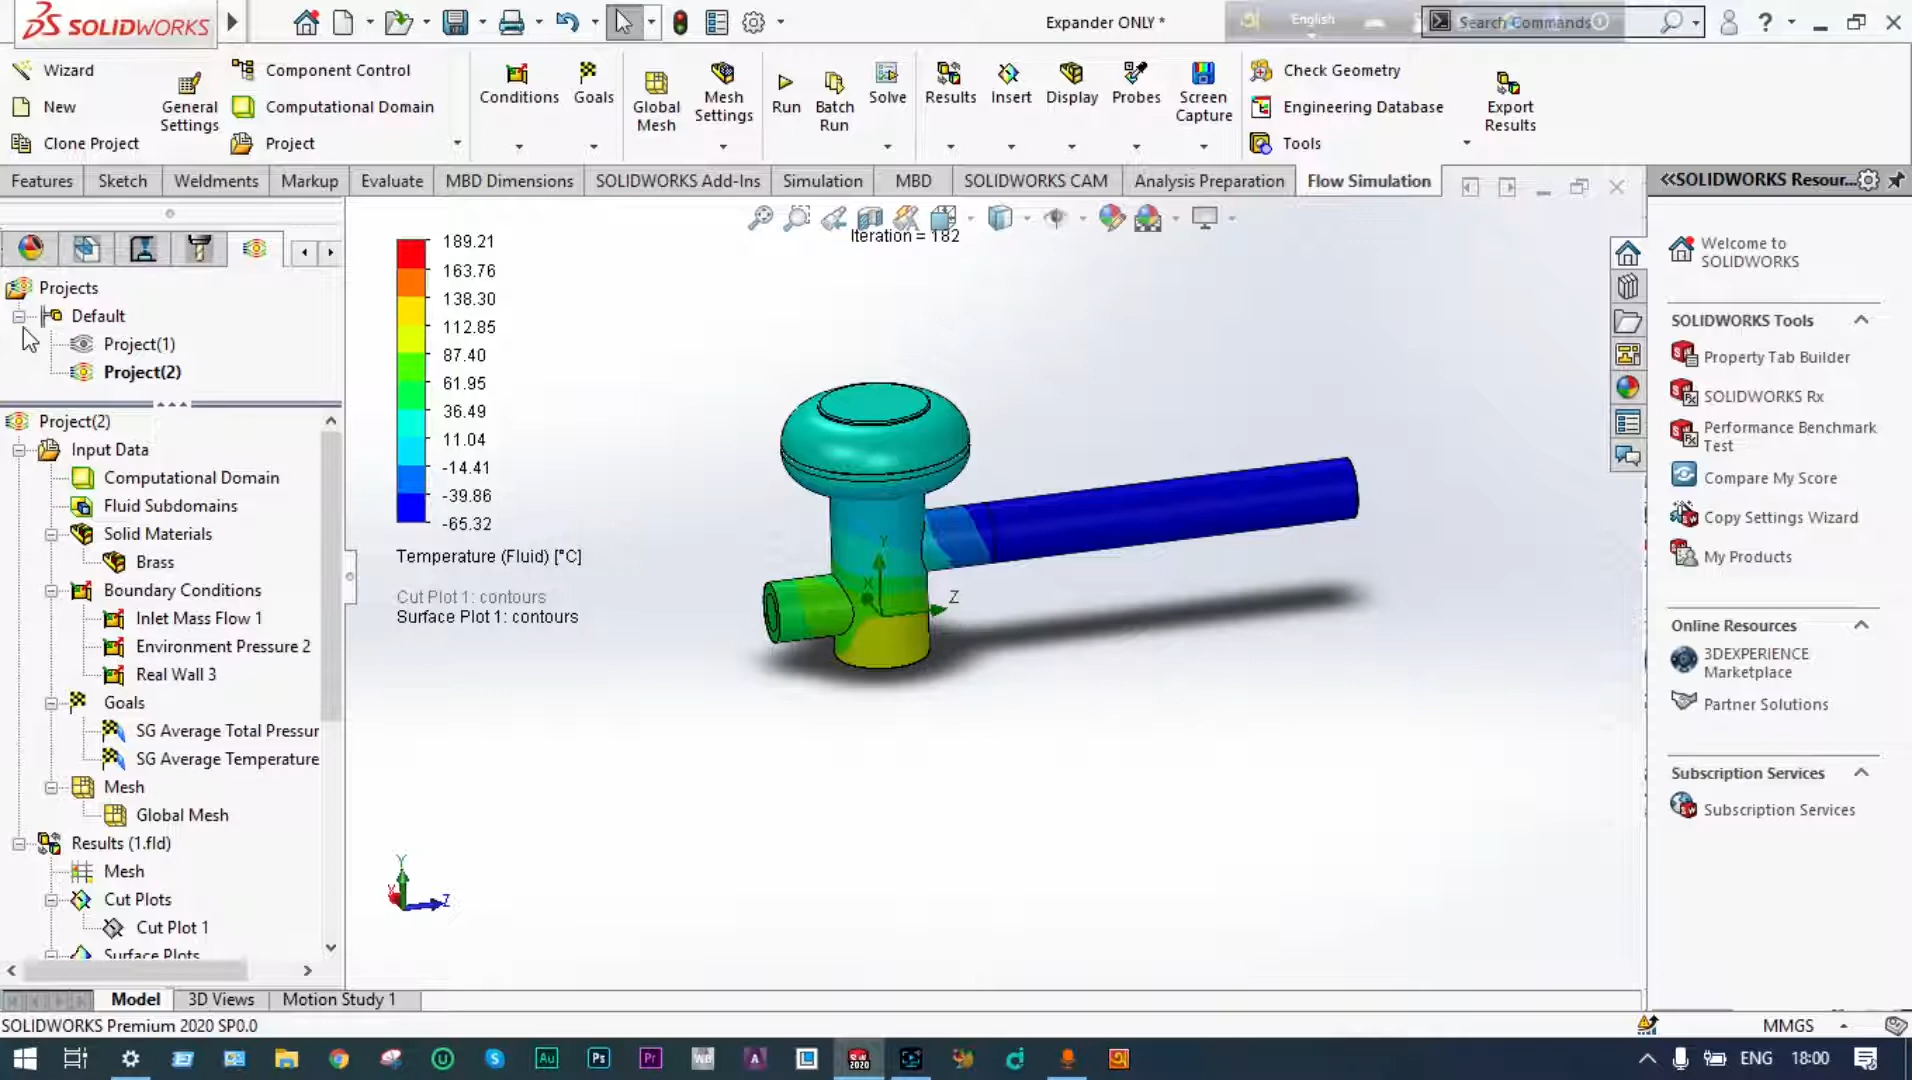 SOLIDWORKS
Expander ONLY *
English
Search Commands
Wizard
New
Clone Project
General Settings
Component Control
Computational Domain
Project
Conditions
Goals
Global Mesh
Mesh Settings
Run
Batch Run
Solve
Results
Insert
Display
Probes
Screen Capture
Check Geometry
Engineering Database
Tools
Export Results
Features
Sketch
Weldments
Markup
Evaluate
MBD Dimensions
SOLIDWORKS Add-Ins
Simulation
MBD
SOLIDWORKS CAM
Analysis Preparation
Flow Simulation
Projects
Default
Project(1)
Project(2)
Project(2)
Input Data
Computational Domain
Fluid Subdomains
Solid Materials
Brass
Boundary Conditions
Inlet Mass Flow 1
Environment Pressure 2
Real Wall 3
Goals
SG Average Total Pressur
SG Average Temperature
Mesh
Global Mesh
Results (1.fld)
Mesh
Cut Plots
Cut Plot 1
Surface Plots
Iteration = 182
189.21
163.76
138.30
112.85
87.40
61.95
36.49
11.04
-14.41
-39.86
-65.32
Temperature (Fluid) [°C]
Cut Plot 1: contours
Surface Plot 1: contours
Y
X
Z
Y
X
Z
«SOLIDWORKS Resour...
Welcome to SOLIDWORKS
SOLIDWORKS Tools
Property Tab Builder
SOLIDWORKS Rx
Performance Benchmark Test
Compare My Score
Copy Settings Wizard
My Products
Online Resources
3DEXPERIENCE Marketplace
Partner Solutions
Subscription Services
Subscription Services
Model
3D Views
Motion Study 1
SOLIDWORKS Premium 2020 SP0.0
MMGS
Au
Ps
Pr
WB
A
L
SW 2020
ENG
18:00